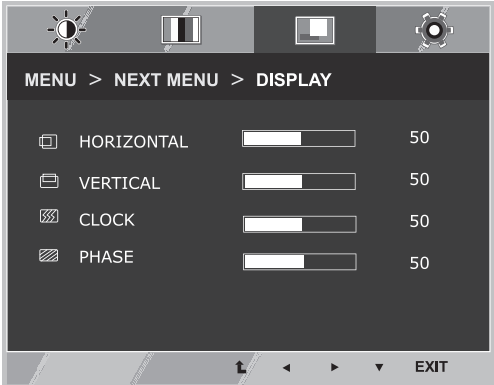 MENU > NEXT MENU > DISPLAY
HORIZONTAL 50
VERTICAL 50
CLOCK 50
PHASE 50
EXIT